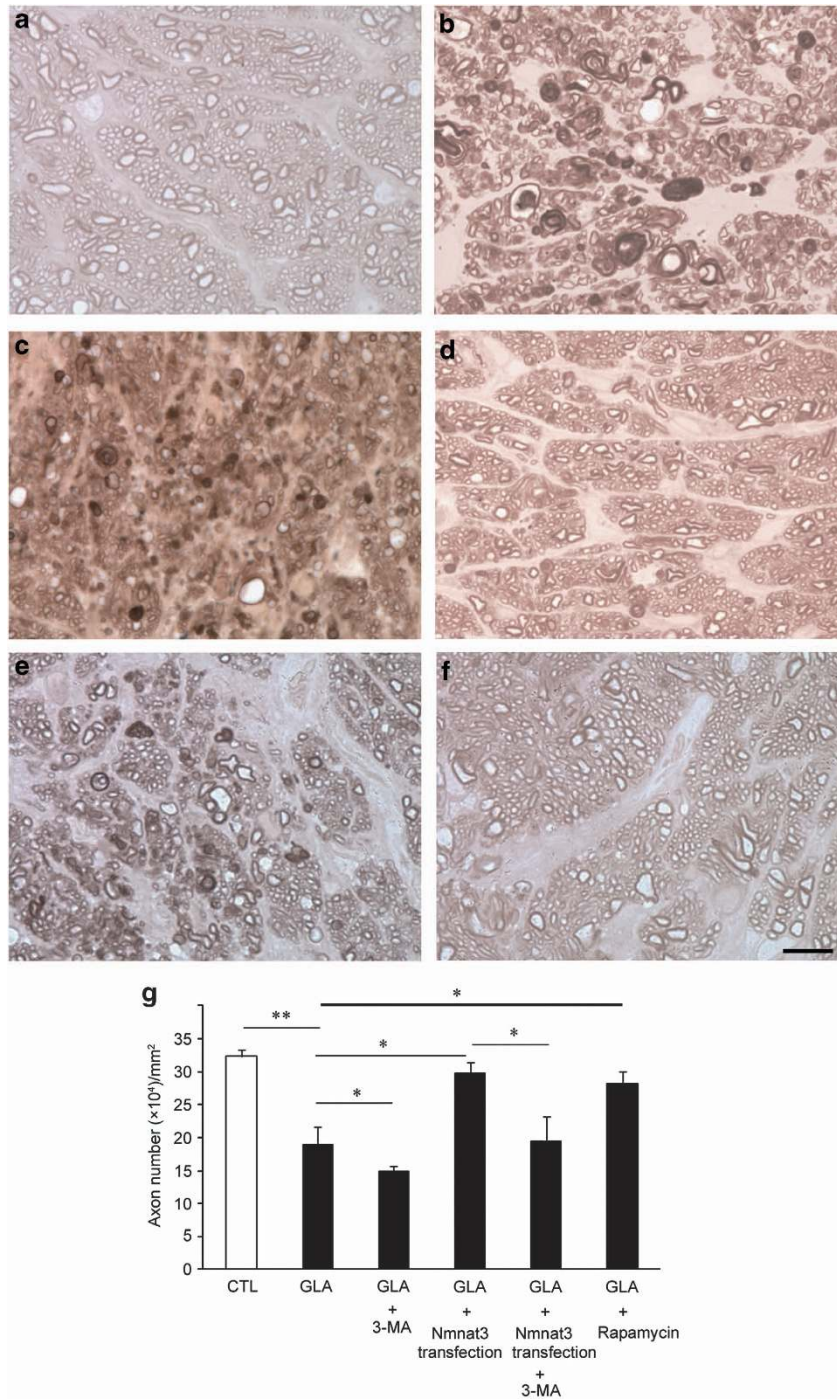 a
b
c
d
e
f
g
Axon number (×10⁴)/mm²
35
30
25
20
15
10
5
0
**
*
*
*
*
CTL
GLA
GLA
+
3-MA
GLA
+
Nmnat3
transfection
GLA
+
Nmnat3
transfection
+ 3-MA
GLA
+
Rapamycin